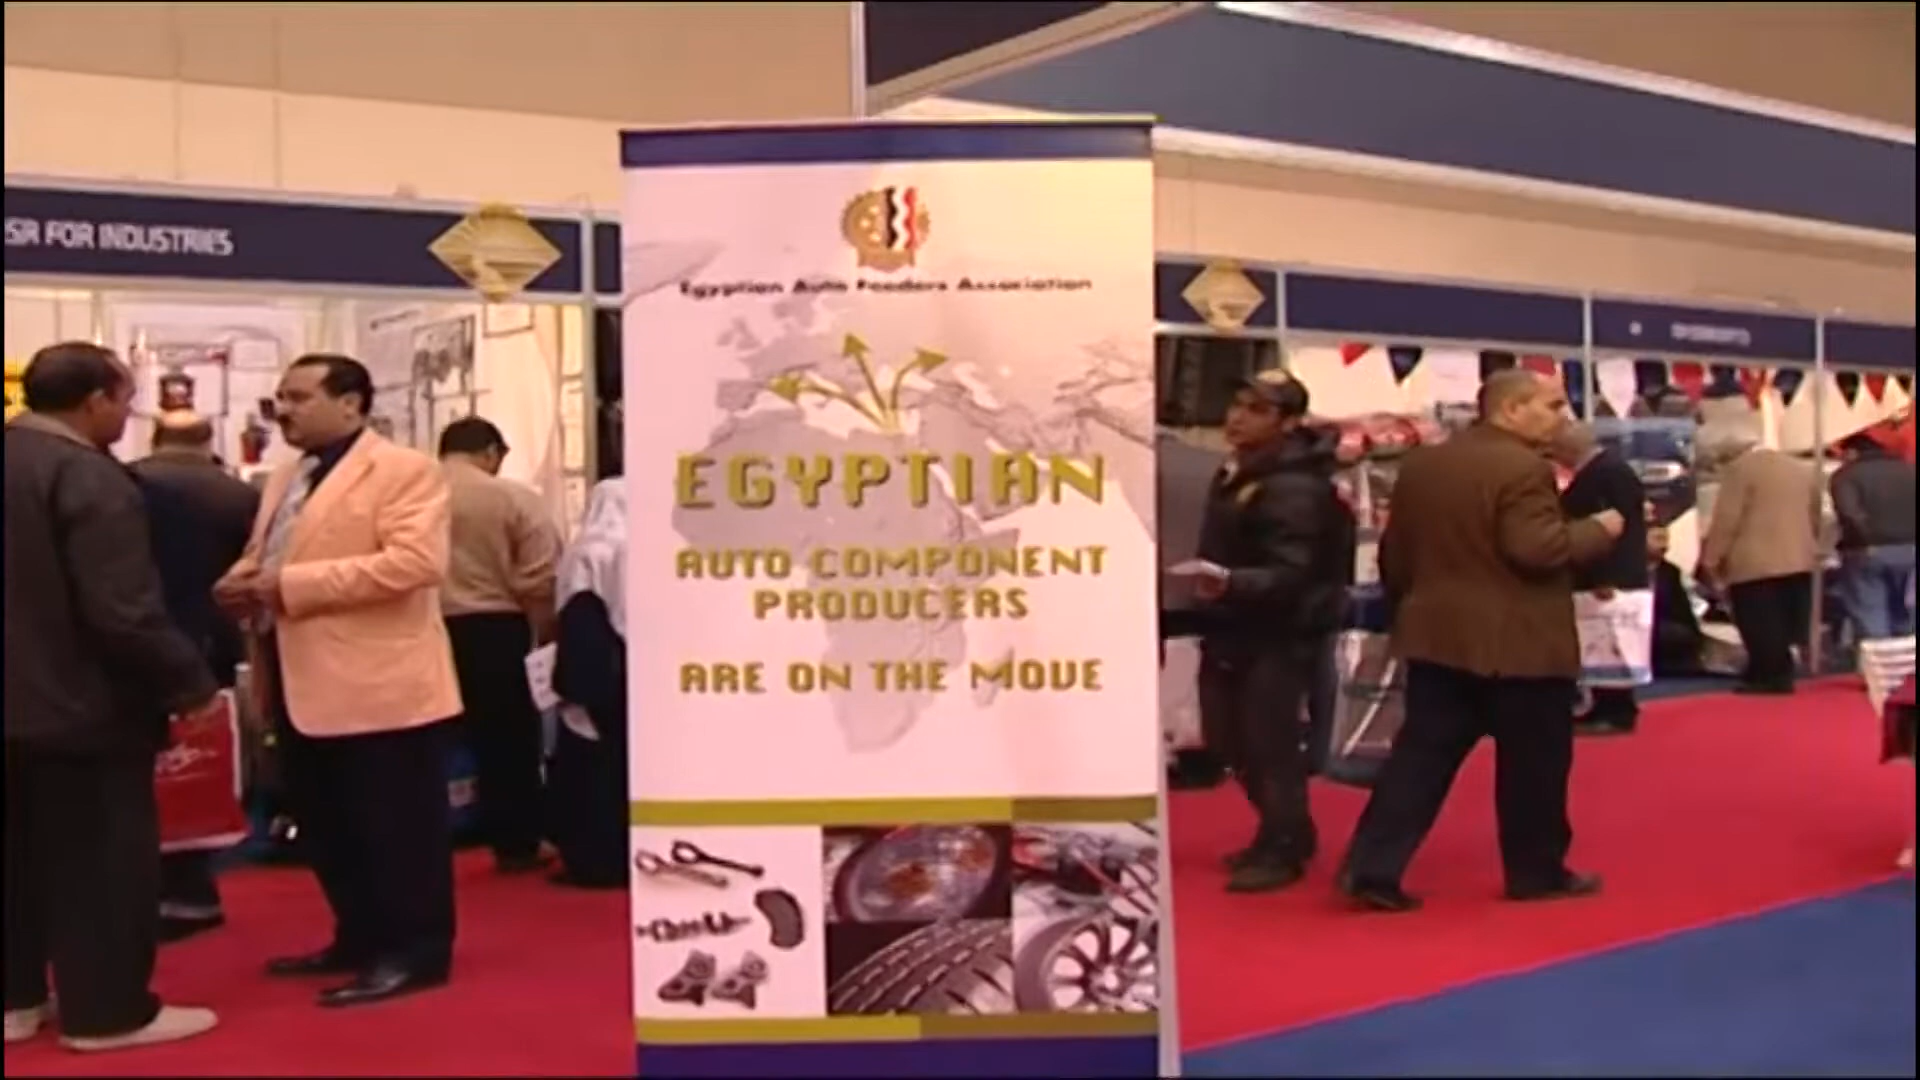 SR FOR INDUSTRIES
Egyptian Auto Feeders Association
EGYPTIAN
AUTO COMPONENT
PRODUCERS
ARE ON THE MOVE